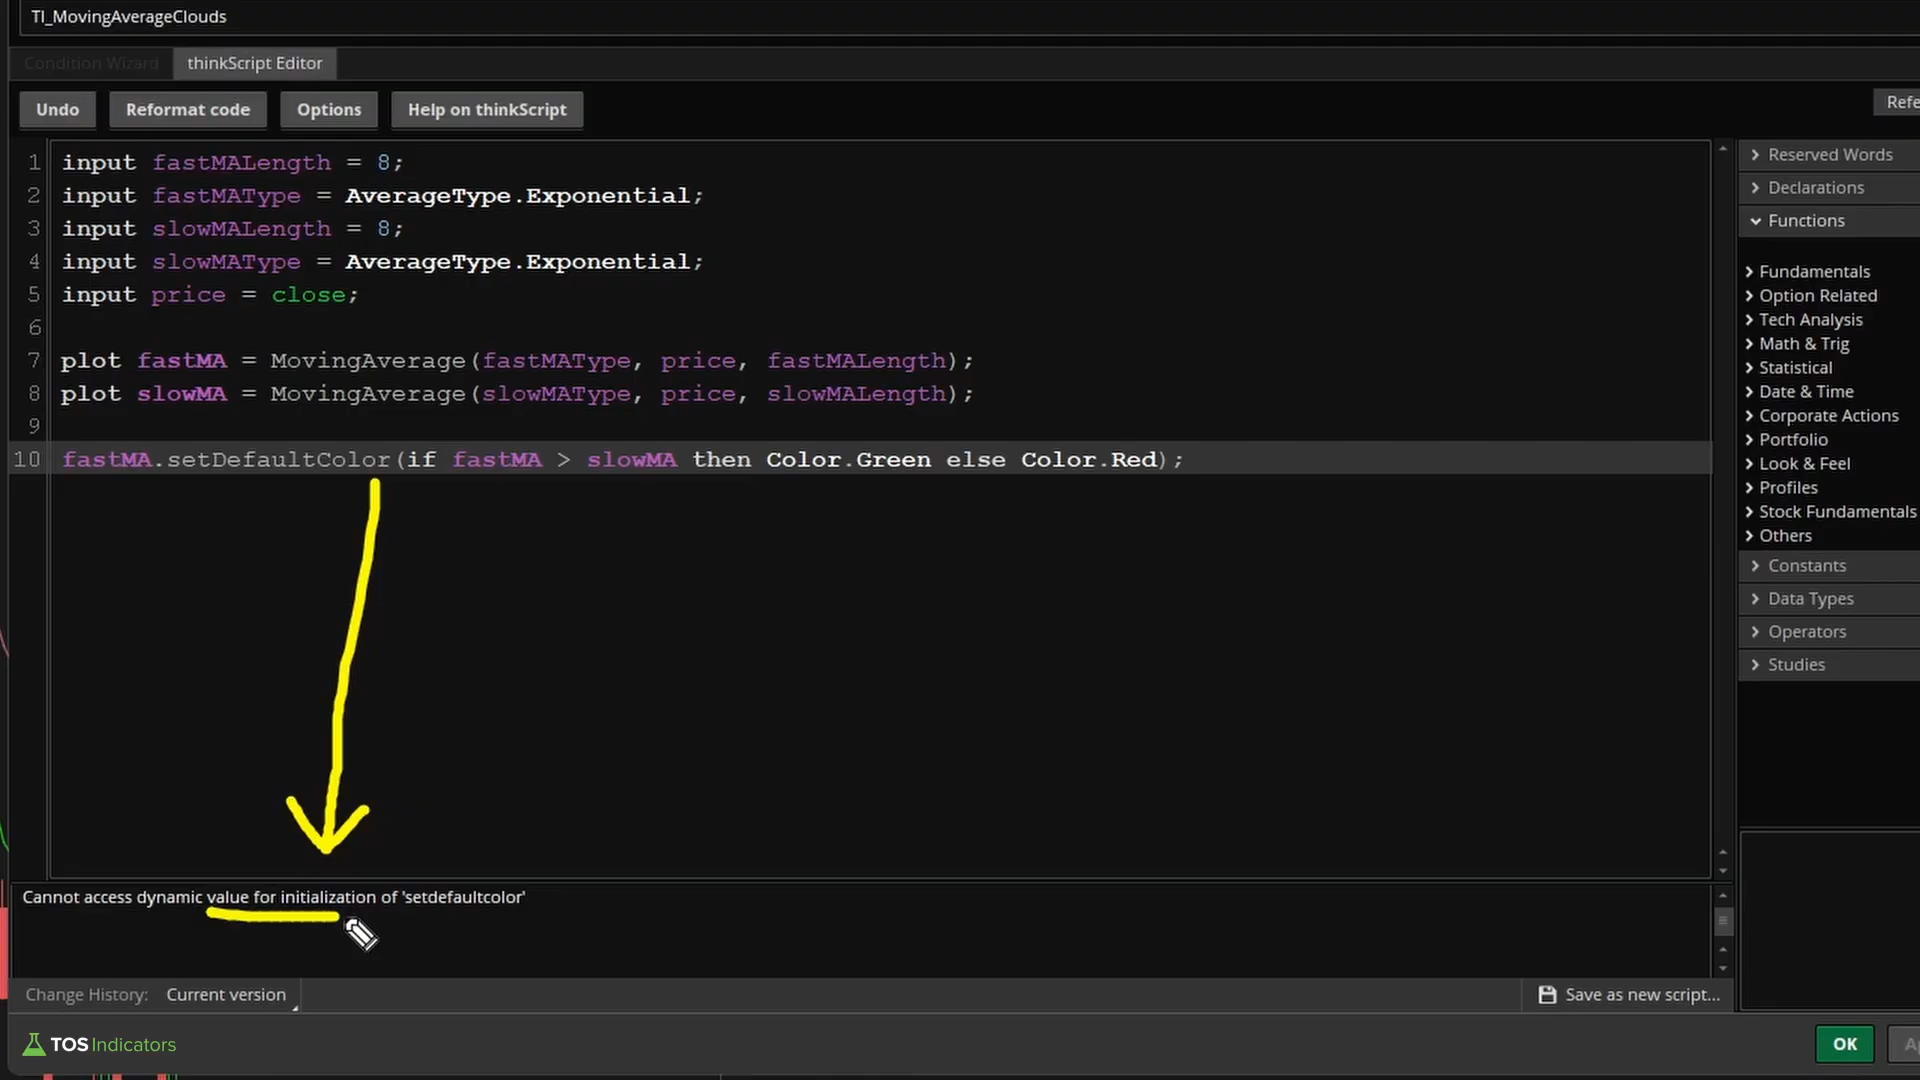 TI_MovingAverageClouds
Condition Wizard
thinkScript Editor
Undo
Reformat code
Options
Help on thinkScript
Refe
1 input fastMALength = 8;
2 input fastMAType = AverageType.Exponential;
3 input slowMALength = 8;
4 input slowMAType = AverageType.Exponential;
5 input price = close;
6
7 plot fastMA = MovingAverage(fastMAType, price, fastMALength);
8 plot slowMA = MovingAverage(slowMAType, price, slowMALength);
9
10 fastMA.setDefaultColor(if fastMA > slowMA then Color.Green else Color.Red);
Reserved Words
Declarations
Functions
Fundamentals
Option Related
Tech Analysis
Math & Trig
Statistical
Date & Time
Corporate Actions
Portfolio
Look & Feel
Profiles
Stock Fundamentals
Others
Constants
Data Types
Operators
Studies
Cannot access dynamic value for initialization of 'setdefaultcolor'
Change History: Current version
Save as new script...
TOS Indicators
OK
Ap